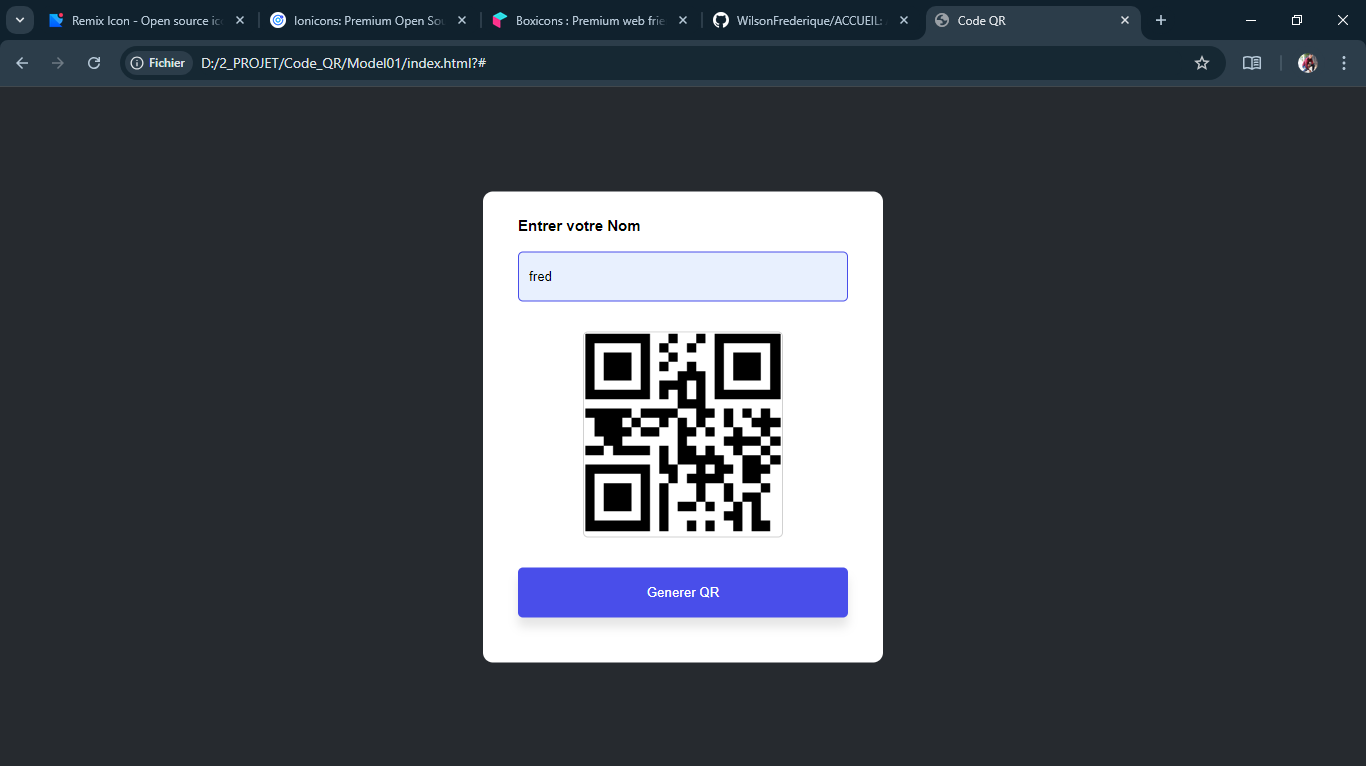 Remix Icon - Open source ic
Ionicons: Premium Open Sou
Boxicons : Premium web frie
WilsonFrederique/ACCUEIL:
Code QR
Fichier
D:/2_PROJET/Code_QR/Model01/index.html?#
Entrer votre Nom
fred
Generer QR